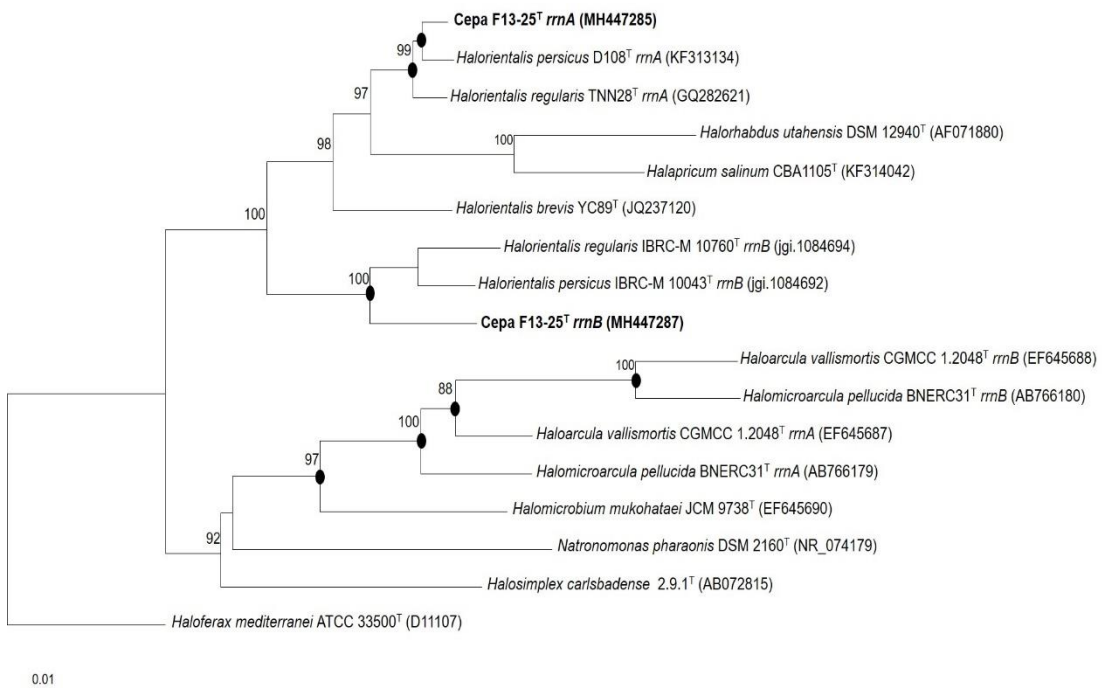 Cepa F13-25ᵀ rrnA (MH447285)
99
Halorientalis persicus D108ᵀ rrnA (KF313134)
97
Halorientalis regularis TNN28ᵀ rrnA (GQ282621)
Halorhabdus utahensis DSM 12940ᵀ (AF071880)
100
98
Halapricum salinum CBA1105ᵀ (KF314042)
Halorientalis brevis YC89ᵀ (JQ237120)
100
Halorientalis regularis IBRC-M 10760ᵀ rrnB (jgi.1084694)
100
Halorientalis persicus IBRC-M 10043ᵀ rrnB (jgi.1084692)
Cepa F13-25ᵀ rrnB (MH447287)
Haloarcula vallismortis CGMCC 1.2048ᵀ rrnB (EF645688)
100
88
Halomicroarcula pellucida BNERC31ᵀ rrnB (AB766180)
100
Haloarcula vallismortis CGMCC 1.2048ᵀ rrnA (EF645687)
97
Halomicroarcula pellucida BNERC31ᵀ rrnA (AB766179)
Halomicrobium mukohataei JCM 9738ᵀ (EF645690)
92
Natronomonas pharaonis DSM 2160ᵀ (NR_074179)
Halosimplex carlsbadense 2.9.1ᵀ (AB072815)
Haloferax mediterranei ATCC 33500ᵀ (D11107)
0.01